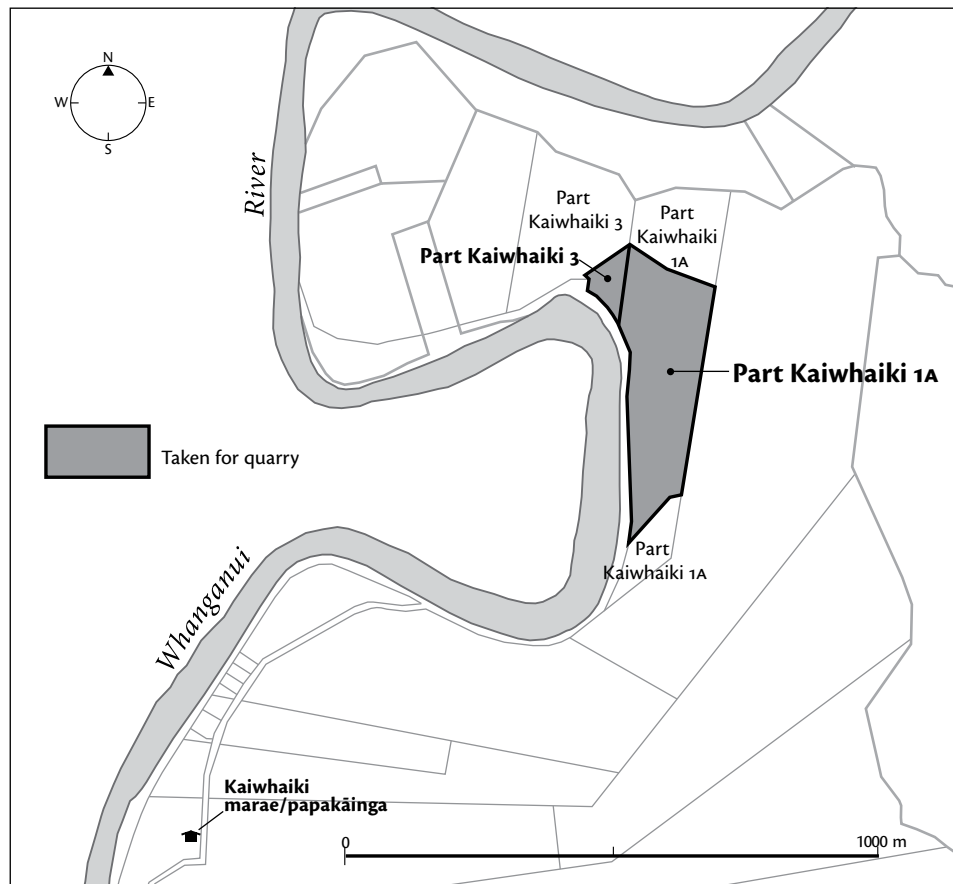 N
W
E
S
River
Part
Kaiwhaiki 3
Part
Kaiwhaiki
1A
Part Kaiwhaiki 3
Part Kaiwhaiki 1A
Taken for quarry
Part
Kaiwhaiki 1A
Whanganui
Kaiwhaiki
marae/papakāinga
0
1000 m